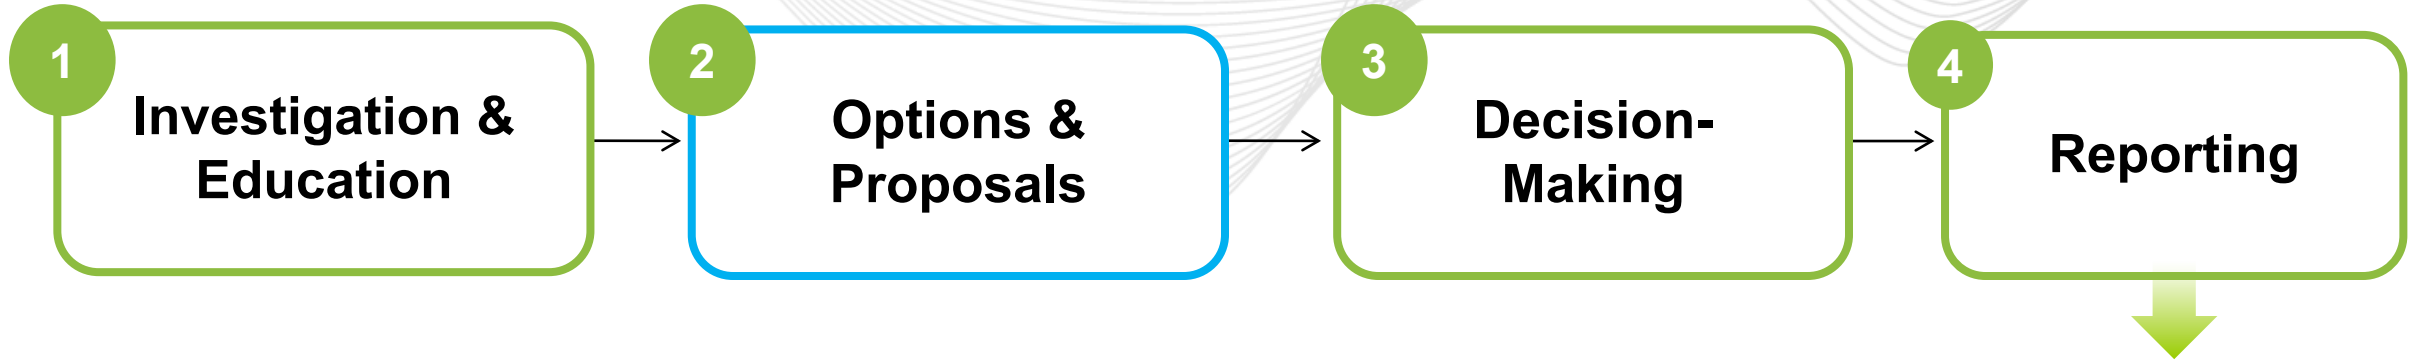 1
Investigation &
Education
2
Options &
Proposals
3
Decision-
Making
4
Reporting